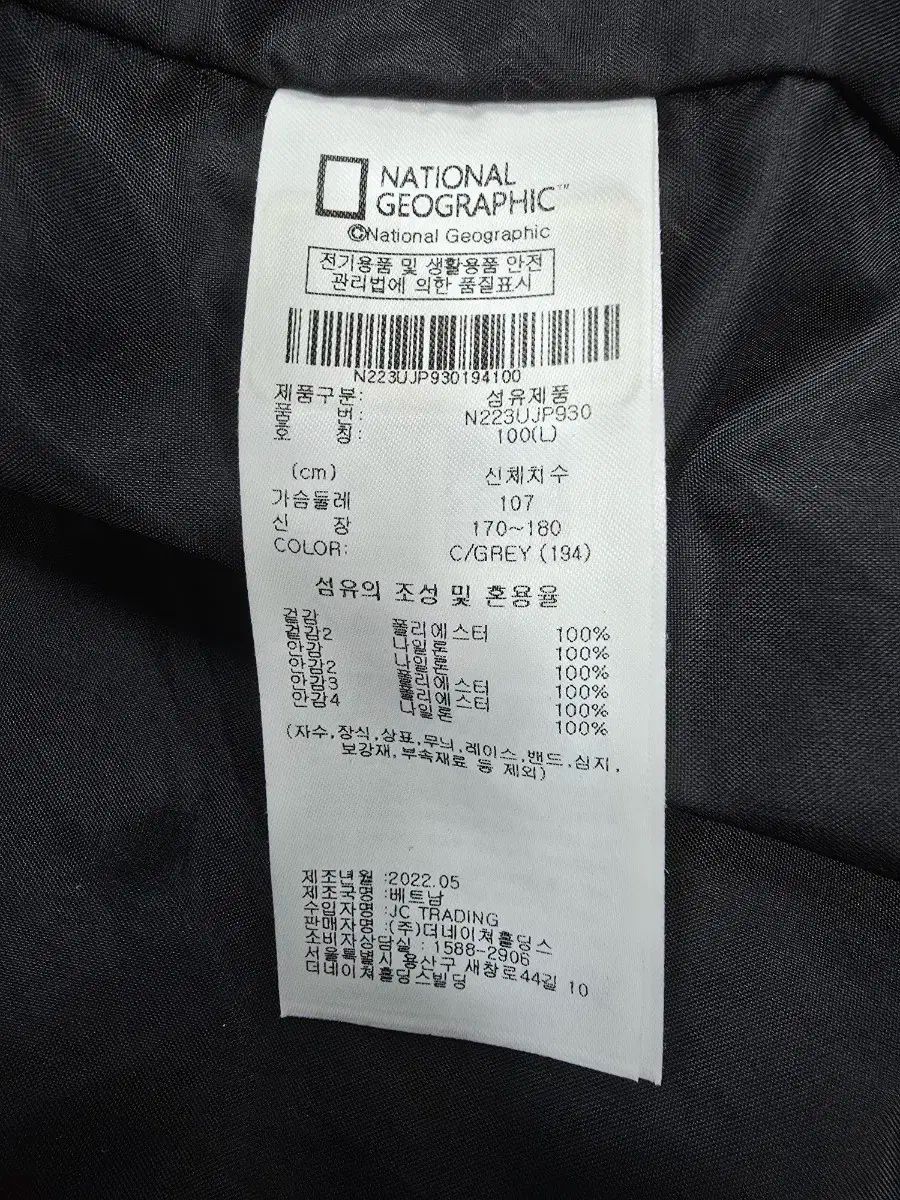 NATIONAL
GEOGRAPHIC™
©National Geographic
전기용품 및 생활용품 안전
관리법에 의한 품질표시
N223UJP930194100
제품구분: 섬유제품
품 번: N223UJP930
호 칭: 100(L)
(cm) 신체치수
가슴둘레 107
신 장 170~180
COLOR: C/GREY (194)
섬유의 조성 및 혼용율
겉감 폴리에스터 100%
겉감2 나일론 100%
안감 나일론 100%
안감2 폴리에스터 100%
안감3 폴리에스터 100%
안감4 나일론 100%
(자수,장식,상표,무늬,레이스,밴드,심지,
보강재,부속재료 등 제외)
제조년월 :2022.05
제조국명 :베트남
수입자명 :JC TRADING
판매자명 :(주)더네이쳐홀딩스
소비자상담실 : 1588-2906
서울특별시 용산구 새창로44길 10
더네이쳐홀딩스빌딩